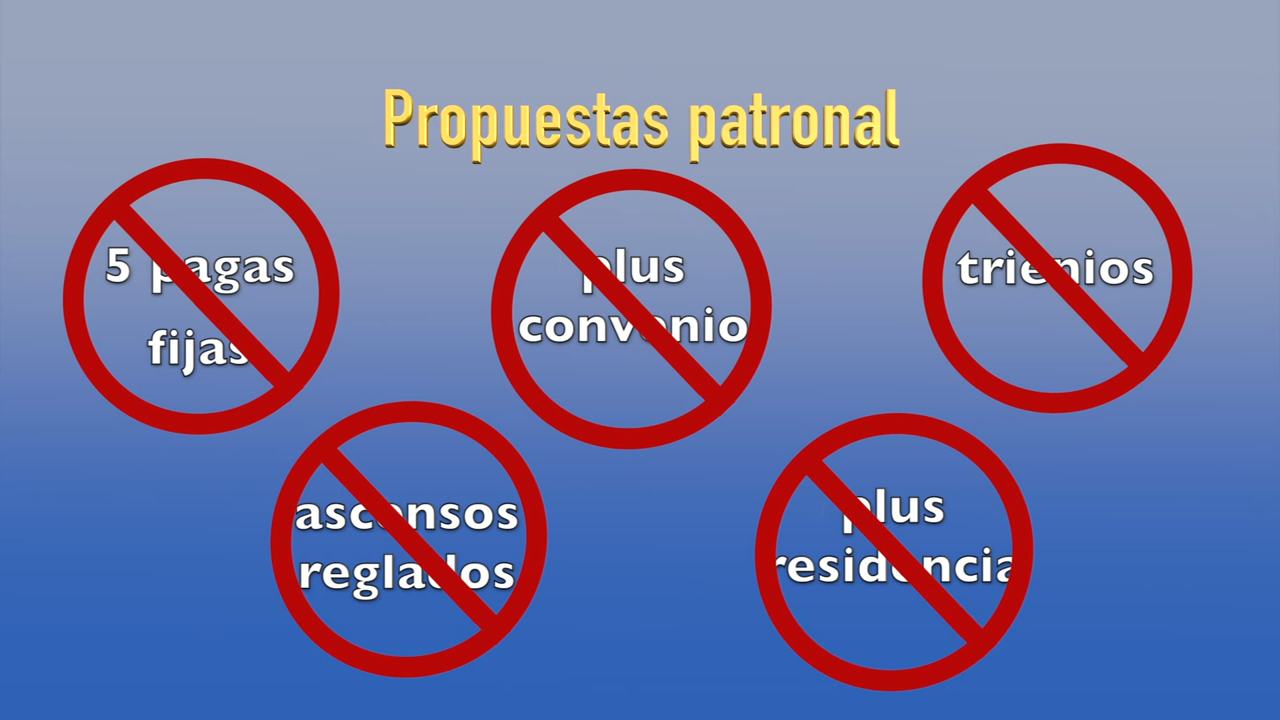 Propuestas patronal
5 pagas
fijas
plus
convenio
trienios
ascensos
reglados
plus
residencia